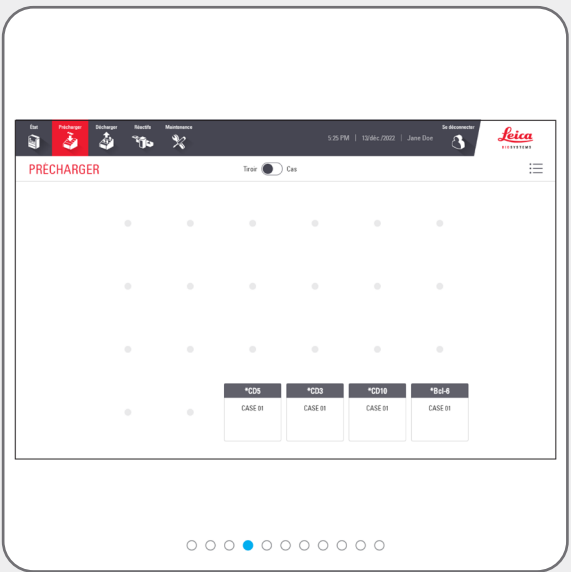 État Précharger Décharger Réactifs Maintenance Se déconnecter
5:25 PM | 13/déc./2022 | Jane Doe
Leica
BIOSYSTEMS
PRÉCHARGER
Tiroir Cas
*CD5 *CD3 *CD10 *Bcl-6
CASE 01 CASE 01 CASE 01 CASE 01